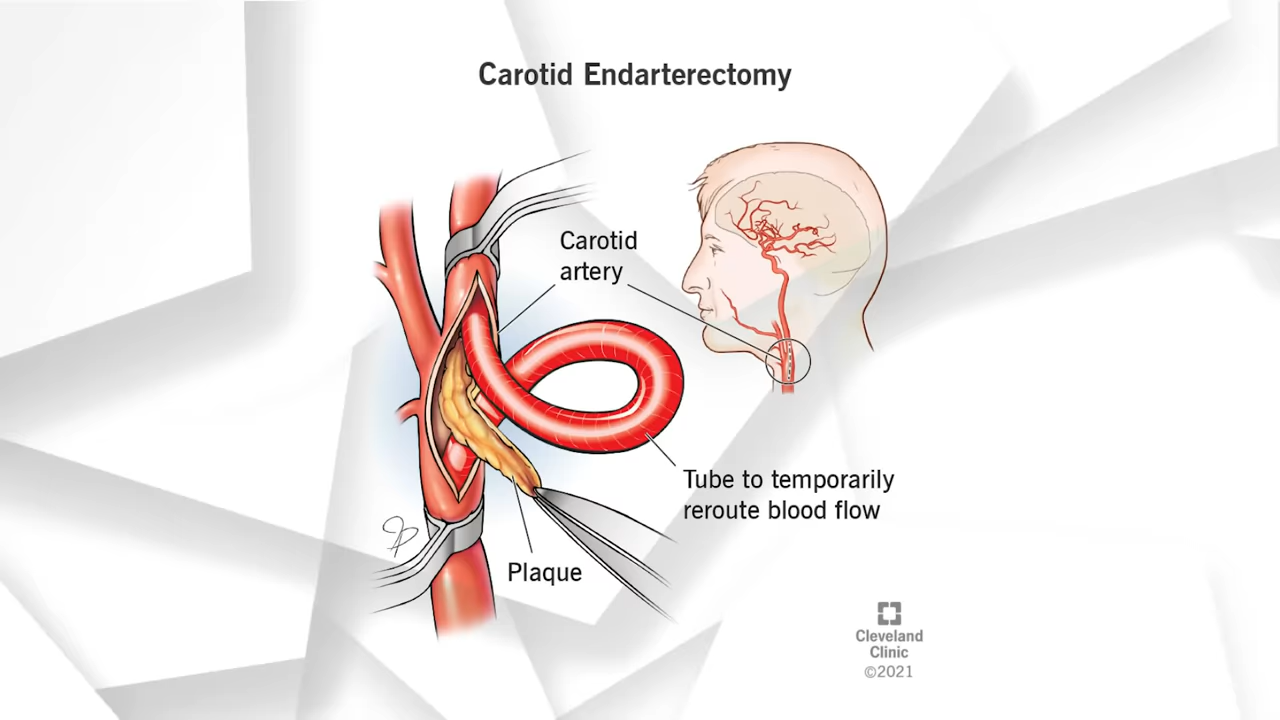 Carotid Endarterectomy
Carotid
artery
Tube to temporarily
reroute blood flow
Plaque
Cleveland
Clinic
©2021